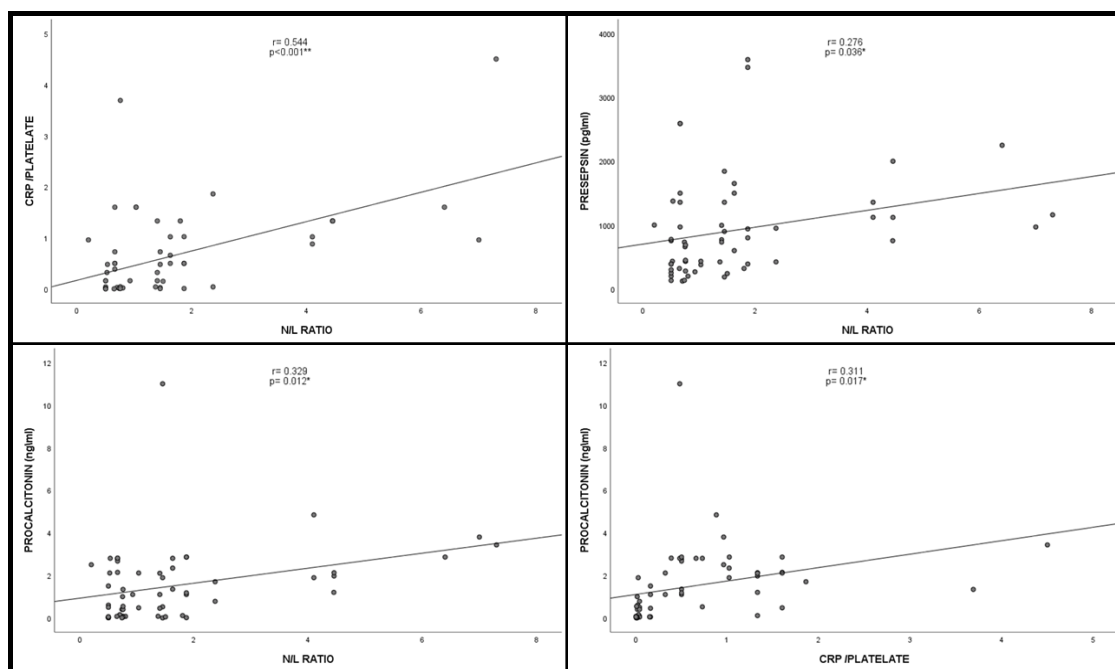 r= 0.544
p<0.001**
5
4
3
2
1
0
CRP /PLATELATE
0 2 4 6 8
N/L RATIO
r= 0.276
p= 0.036*
4000
3000
2000
1000
0
PRESEPSIN (pg\ml)
0 2 4 6 8
N/L RATIO
r= 0.329
p= 0.012*
12
10
8
6
4
2
0
PROCALCITONIN (ng\ml)
0 2 4 6 8
N/L RATIO
r= 0.311
p= 0.017*
12
10
8
6
4
2
0
PROCALCITONIN (ng\ml)
0 1 2 3 4 5
CRP /PLATELATE